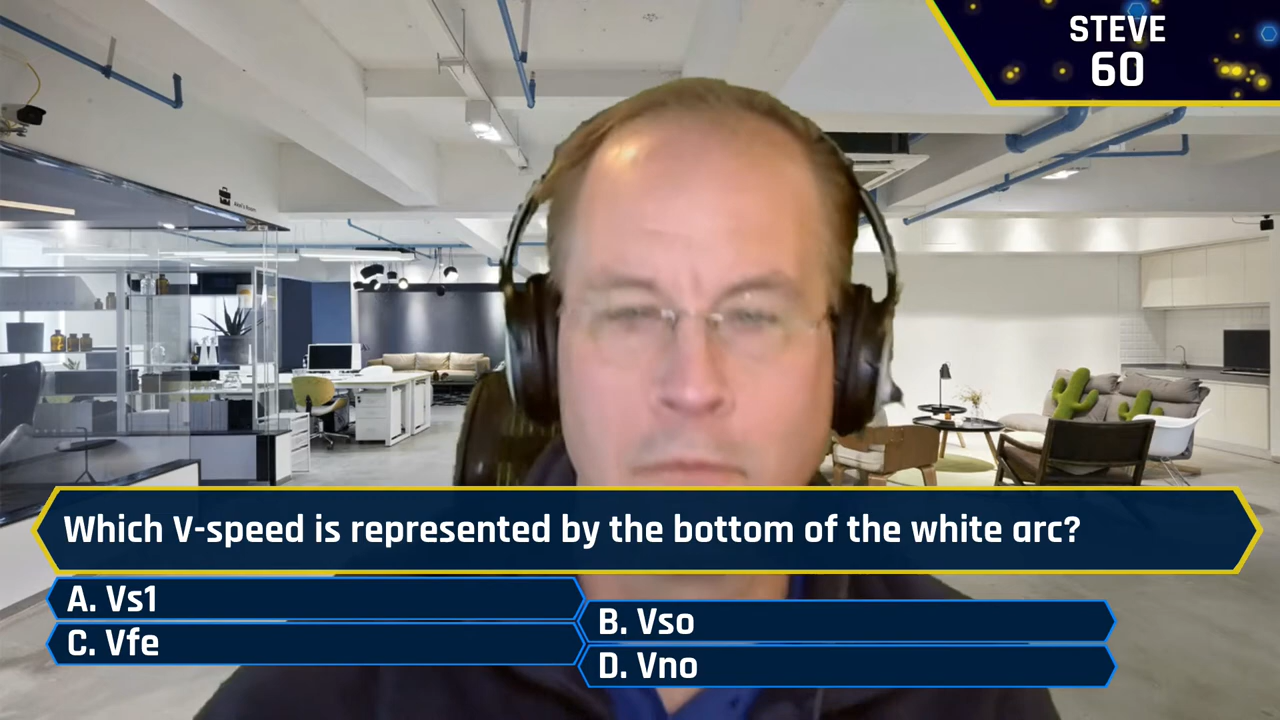 STEVE
60
Which V-speed is represented by the bottom of the white arc?
A. Vs1
B. Vso
C. Vfe
D. Vno